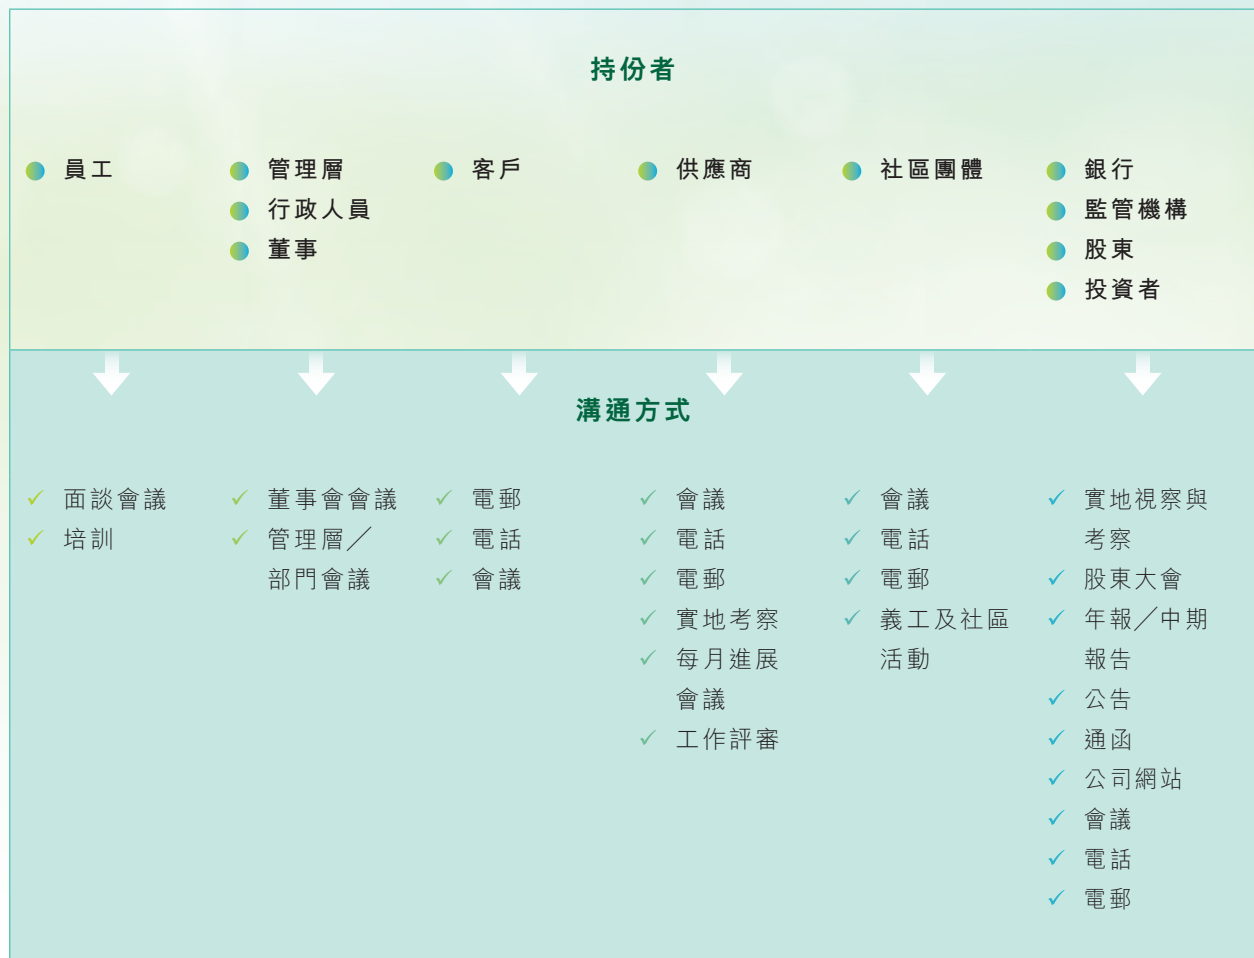 持份者
員工
管理層
行政人員
董事
客戶
供應商
社區團體
銀行
監管機構
股東
投資者
溝通方式
面談會議
培訓
董事會會議
管理層╱
部門會議
電郵
電話
會議
會議
電話
電郵
實地考察
每月進展
會議
工作評審
會議
電話
電郵
義工及社區
活動
實地視察與
考察
股東大會
年報╱中期
報告
公告
通函
公司網站
會議
電話
電郵